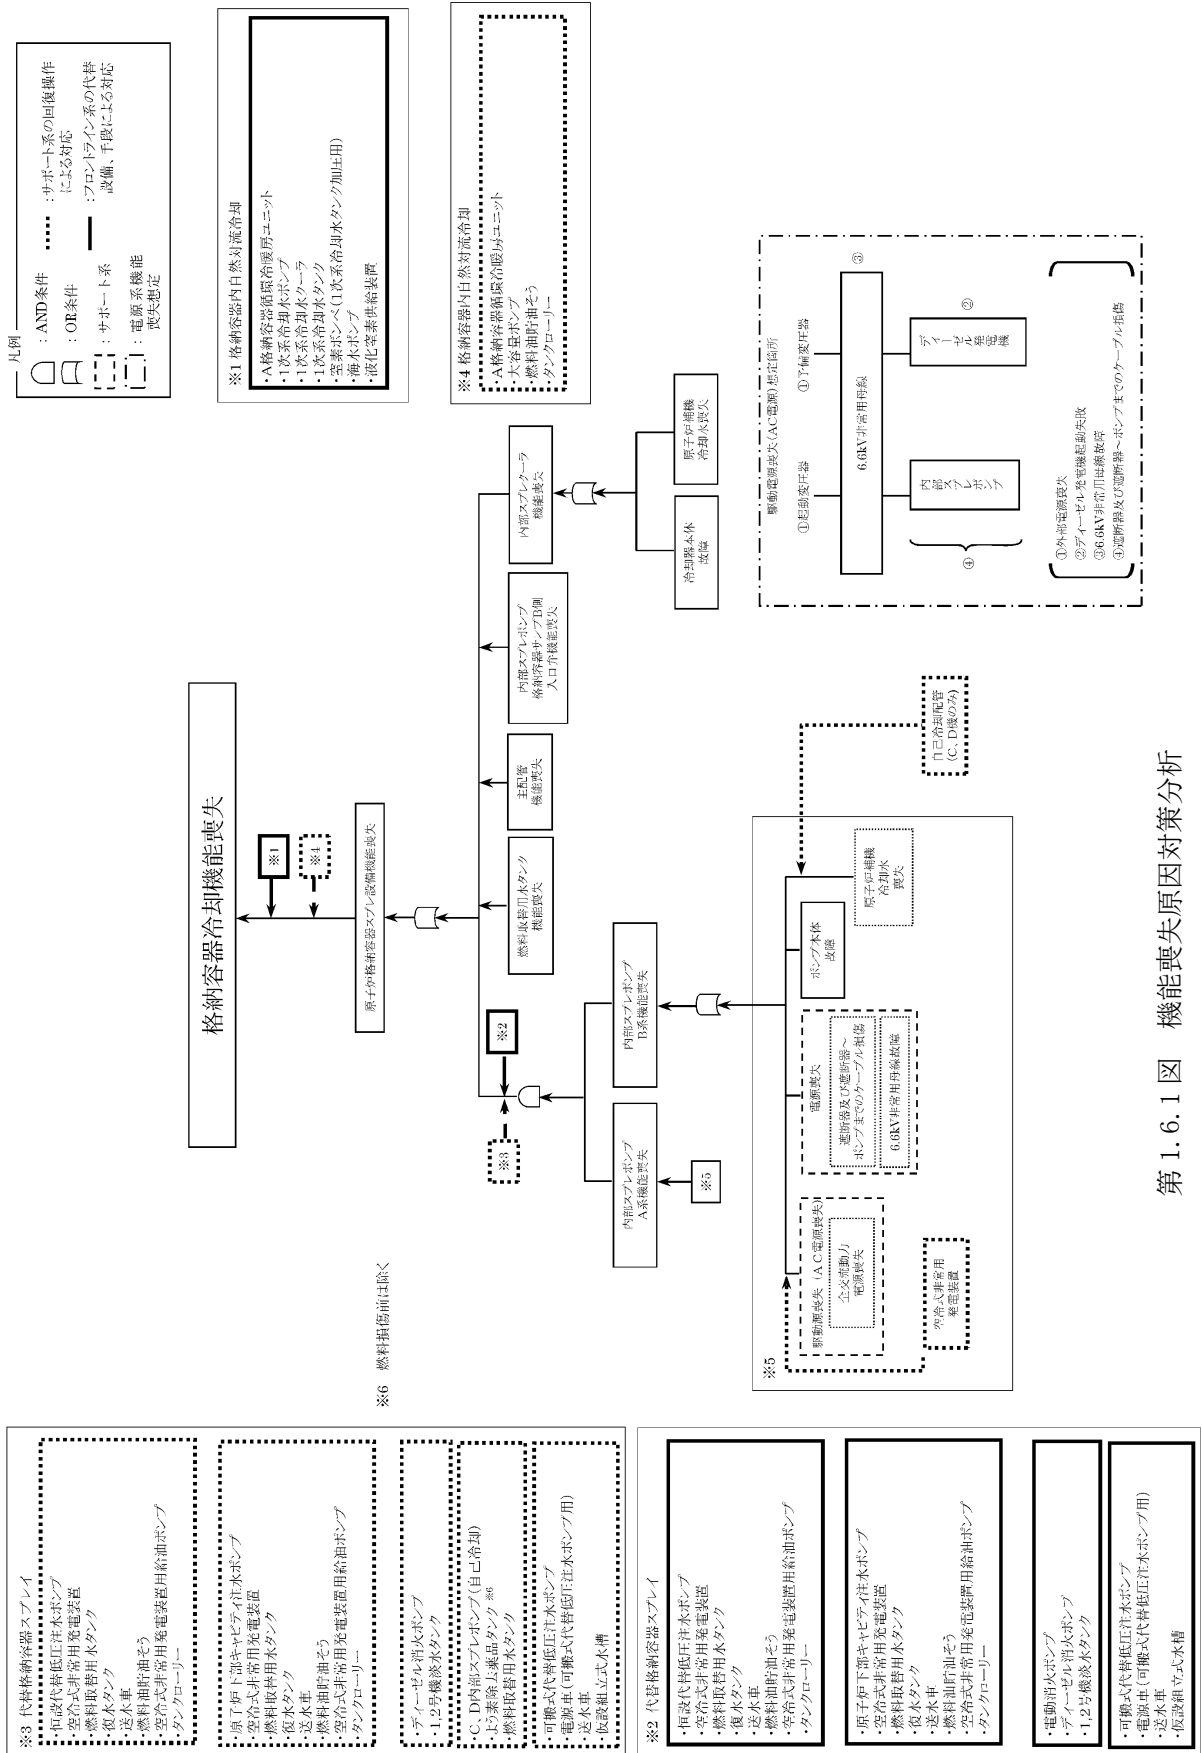 凡例
：AND条件
：OR条件
：サポート系
：電源系機能
喪失想定
：サポート系の回復操作
による対応
：フロントライン系の代替
設備、手段による対応
※1 格納容器内自然対流冷却
・A格納容器循環冷暖房ユニット
・1次系冷却水ポンプ
・1次系冷却水クーラ
・1次系冷却水タンク
・窒素ボンベ(1次系冷却水タンク加圧用)
・海水ポンプ
・液化窒素供給装置
※4 格納容器内自然対流冷却
・A格納容器循環冷暖房ユニット
・大容量ポンプ
・燃料油貯油そう
・タンクローリー
格納容器冷却機能喪失
※1
※4
原子炉格納容器スプレ設備機能喪失
※2
※3
燃料取替用水タンク
機能喪失
主配管
機能喪失
内部スプレポンプ
格納容器サンプB側
入口弁機能喪失
内部スプレクーラ
機能喪失
冷却器本体
故障
原子炉補機
冷却水喪失
内部スプレポンプ
A系機能喪失
内部スプレポンプ
B系機能喪失
※5
※6 燃料損傷前は除く
※5
駆動源喪失（AC電源喪失）
全交流動力
電源喪失
電源喪失
遮断器及び遮断器～
ポンプまでのケーブル損傷
6.6kV非常用母線故障
ポンプ本体
故障
原子炉補機
冷却水
喪失
空冷式非常用
発電装置
自己冷却配管
(C、D機のみ)
駆動電源喪失(AC電源)想定箇所
①起動変圧器
①予備変圧器
6.6kV非常用母線
③
内部
スプレ
ポンプ
ディーゼル
発電
機
②
④
①外部電源喪失
②ディーゼル発電機起動失敗
③6.6kV非常用母線故障
④遮断器及び遮断器～ポンプまでのケーブル損傷
※3 代替格納容器スプレイ
・恒設代替低圧注水ポンプ
・空冷式非常用発電装置
・燃料取替用水タンク
・復水タンク
・送水車
・燃料油貯油そう
・空冷式非常用発電装置用給油ポンプ
・タンクローリー
・原子炉下部キャビティ注水ポンプ
・空冷式非常用発電装置
・燃料取替用水タンク
・復水タンク
・送水車
・燃料油貯油そう
・空冷式非常用発電装置用給油ポンプ
・タンクローリー
・ディーゼル消火ポンプ
・1,2号機淡水タンク
・C、D内部スプレポンプ(自己冷却)
・よう素除去薬品タンク ※6
・燃料取替用水タンク
・可搬式代替低圧注水ポンプ
・電源車(可搬式代替低圧注水ポンプ用)
・送水車
・仮設組立式水槽
※2 代替格納容器スプレイ
・恒設代替低圧注水ポンプ
・空冷式非常用発電装置
・燃料取替用水タンク
・復水タンク
・送水車
・燃料油貯油そう
・空冷式非常用発電装置用給油ポンプ
・タンクローリー
・原子炉下部キャビティ注水ポンプ
・空冷式非常用発電装置
・燃料取替用水タンク
・復水タンク
・送水車
・燃料油貯油そう
・空冷式非常用発電装置用給油ポンプ
・タンクローリー
・電動消火ポンプ
・ディーゼル消火ポンプ
・1,2号機淡水タンク
・可搬式代替低圧注水ポンプ
・電源車(可搬式代替低圧注水ポンプ用)
・送水車
・仮設組立式水槽
第1.6.1図 機能喪失原因対策分析